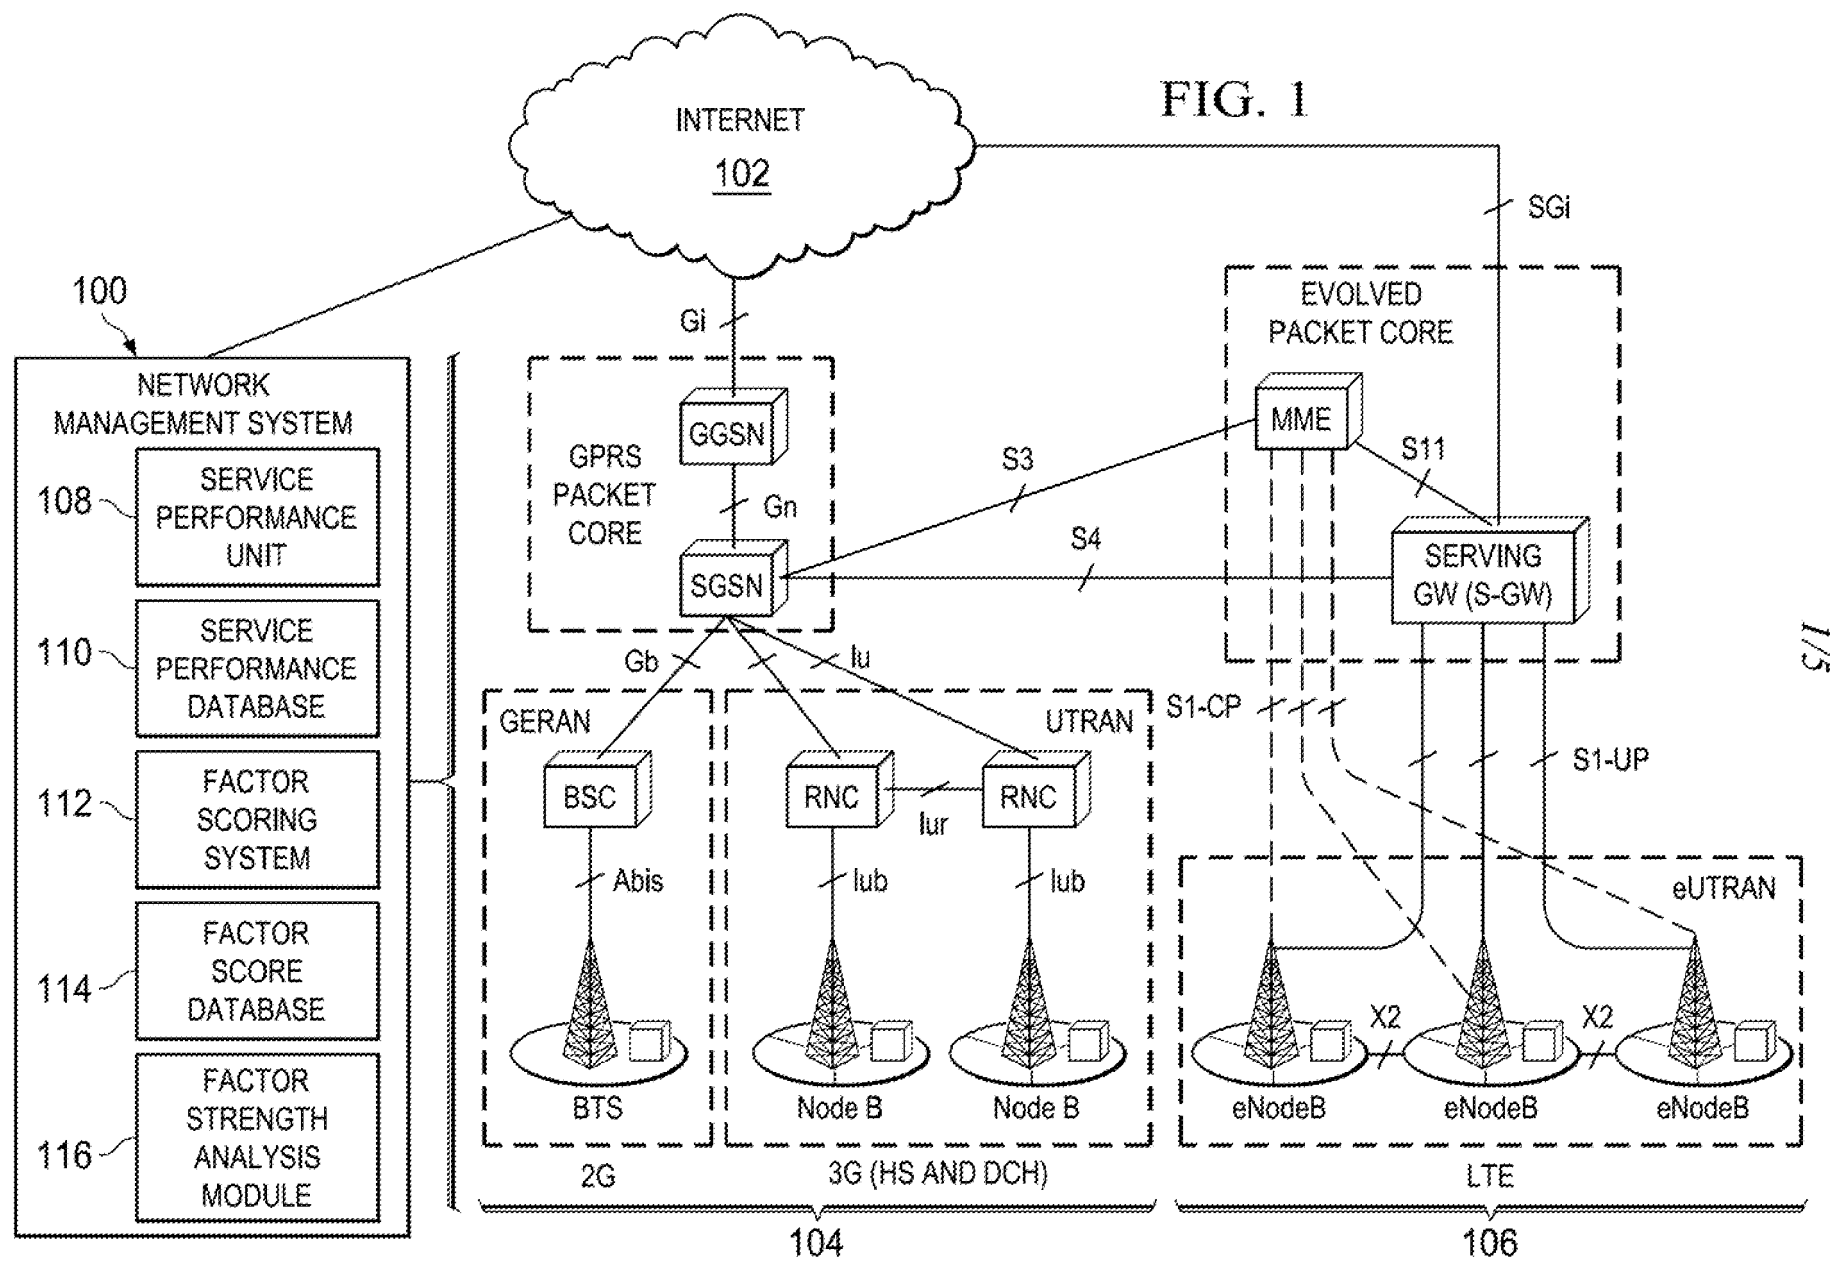 FIG. 1
INTERNET
102
SGi
100
NETWORK
MANAGEMENT SYSTEM
108
SERVICE
PERFORMANCE
UNIT
110
SERVICE
PERFORMANCE
DATABASE
112
FACTOR
SCORING
SYSTEM
114
FACTOR
SCORE
DATABASE
116
FACTOR
STRENGTH
ANALYSIS
MODULE
Gi
GPRS
PACKET
CORE
GGSN
Gn
SGSN
S3
S4
EVOLVED
PACKET CORE
MME
S11
SERVING
GW (S-GW)
Gb
Iu
GERAN
BSC
Abis
BTS
2G
UTRAN
RNC
Iur
RNC
Iub
Iub
Node B
Node B
3G (HS AND DCH)
104
S1-CP
S1-UP
eUTRAN
X2
X2
eNodeB
eNodeB
eNodeB
LTE
106
1/5